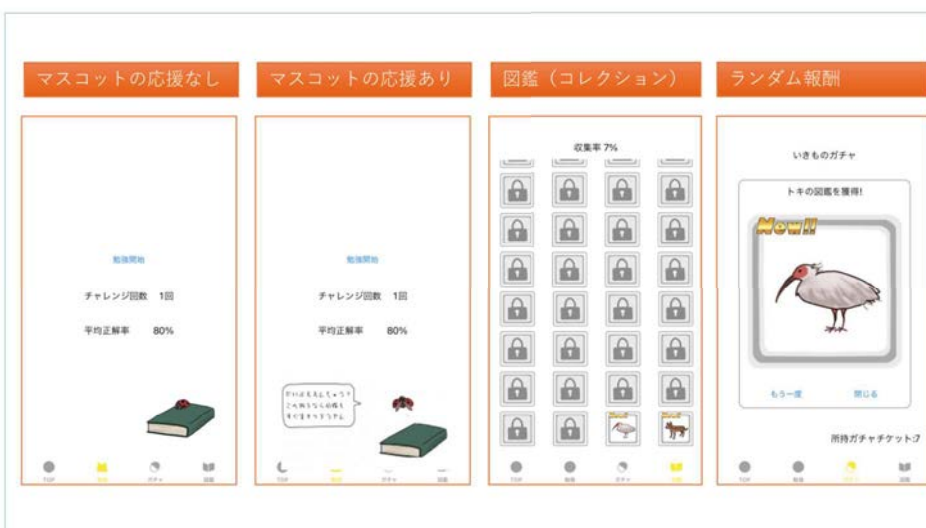 マスコットの応援なし
マスコットの応援あり
図鑑（コレクション）
ランダム報酬
勉強開始
チャレンジ回数 1回
平均正解率 80%
TOP
ガチャ
図鑑
勉強開始
チャレンジ回数 1回
平均正解率 80%
TOP
ガチャ
図鑑
収集率 7%
TOP
勉強
ガチャ
いきものガチャ
トキの図鑑を獲得!
New!!
もう一度 閉じる
所持ガチャチケット:7
TOP
勉強
図鑑